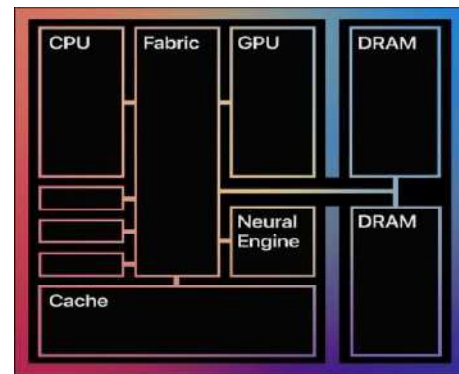 CPU
Fabric
GPU
DRAM
Neural
Engine
DRAM
Cache